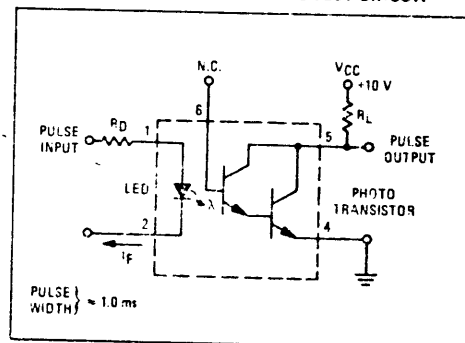 N.C.
VCC
+10 V
6
RD
1
RL
PULSE
INPUT
5
PULSE
OUTPUT
LED
λ
PHOTO
TRANSISTOR
2
4
IF
PULSE
WIDTH } ≈ 1.0 ms